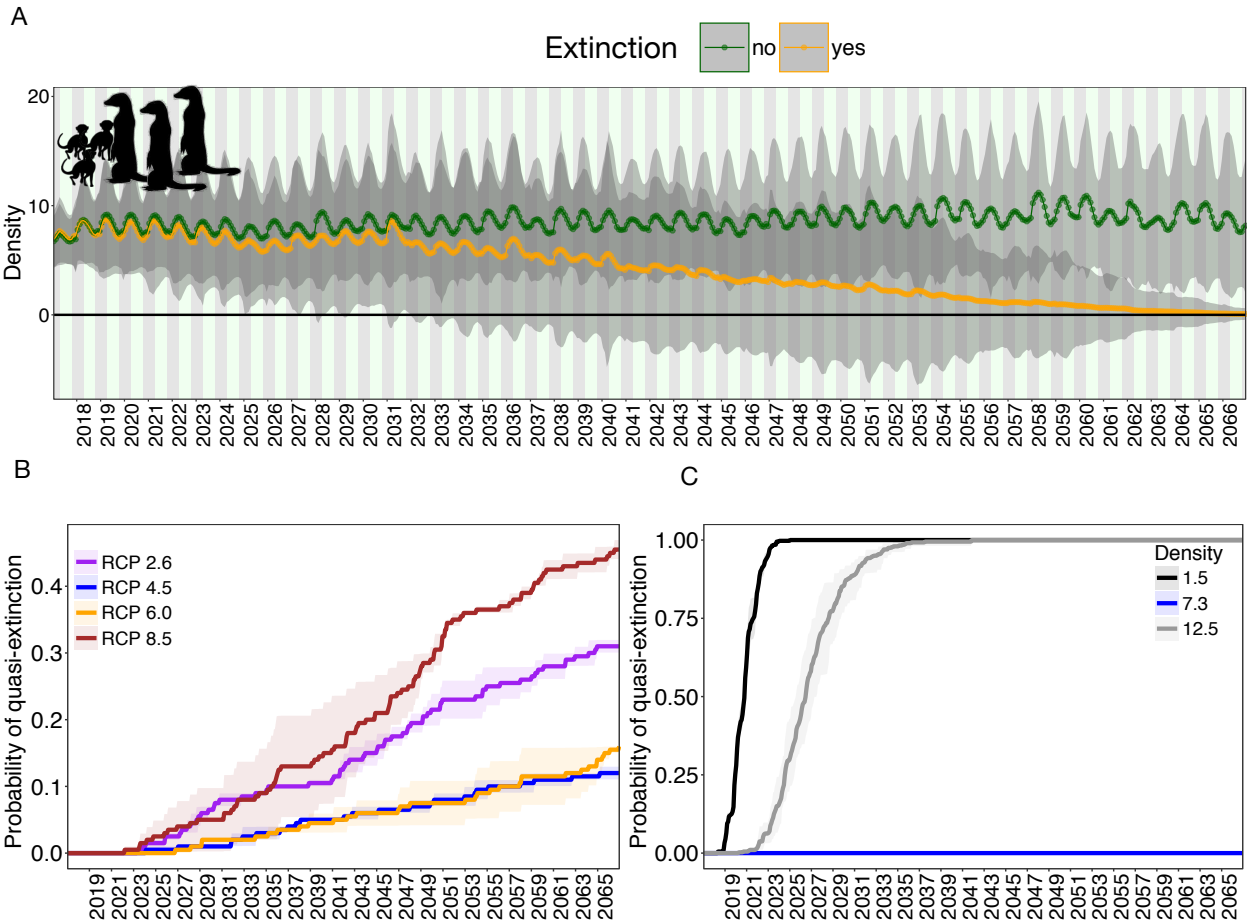 A
Extinction no yes
Density
20
10
0
2018 2019 2020 2021 2022 2023 2024 2025 2026 2027 2028 2029 2030 2031 2032 2033 2034 2035 2036 2037 2038 2039 2040 2041 2042 2043 2044 2045 2046 2047 2048 2049 2050 2051 2052 2053 2054 2055 2056 2057 2058 2059 2060 2061 2062 2063 2064 2065 2066
B
Probability of quasi-extinction
0.4
0.3
0.2
0.1
0.0
RCP 2.6
RCP 4.5
RCP 6.0
RCP 8.5
2019 2021 2023 2025 2027 2029 2031 2033 2035 2037 2039 2041 2043 2045 2047 2049 2051 2053 2055 2057 2059 2061 2063 2065
C
Probability of quasi-extinction
1.00
0.75
0.50
0.25
0.00
Density
1.5
7.3
12.5
2019 2021 2023 2025 2027 2029 2031 2033 2035 2037 2039 2041 2043 2045 2047 2049 2051 2053 2055 2057 2059 2061 2063 2065